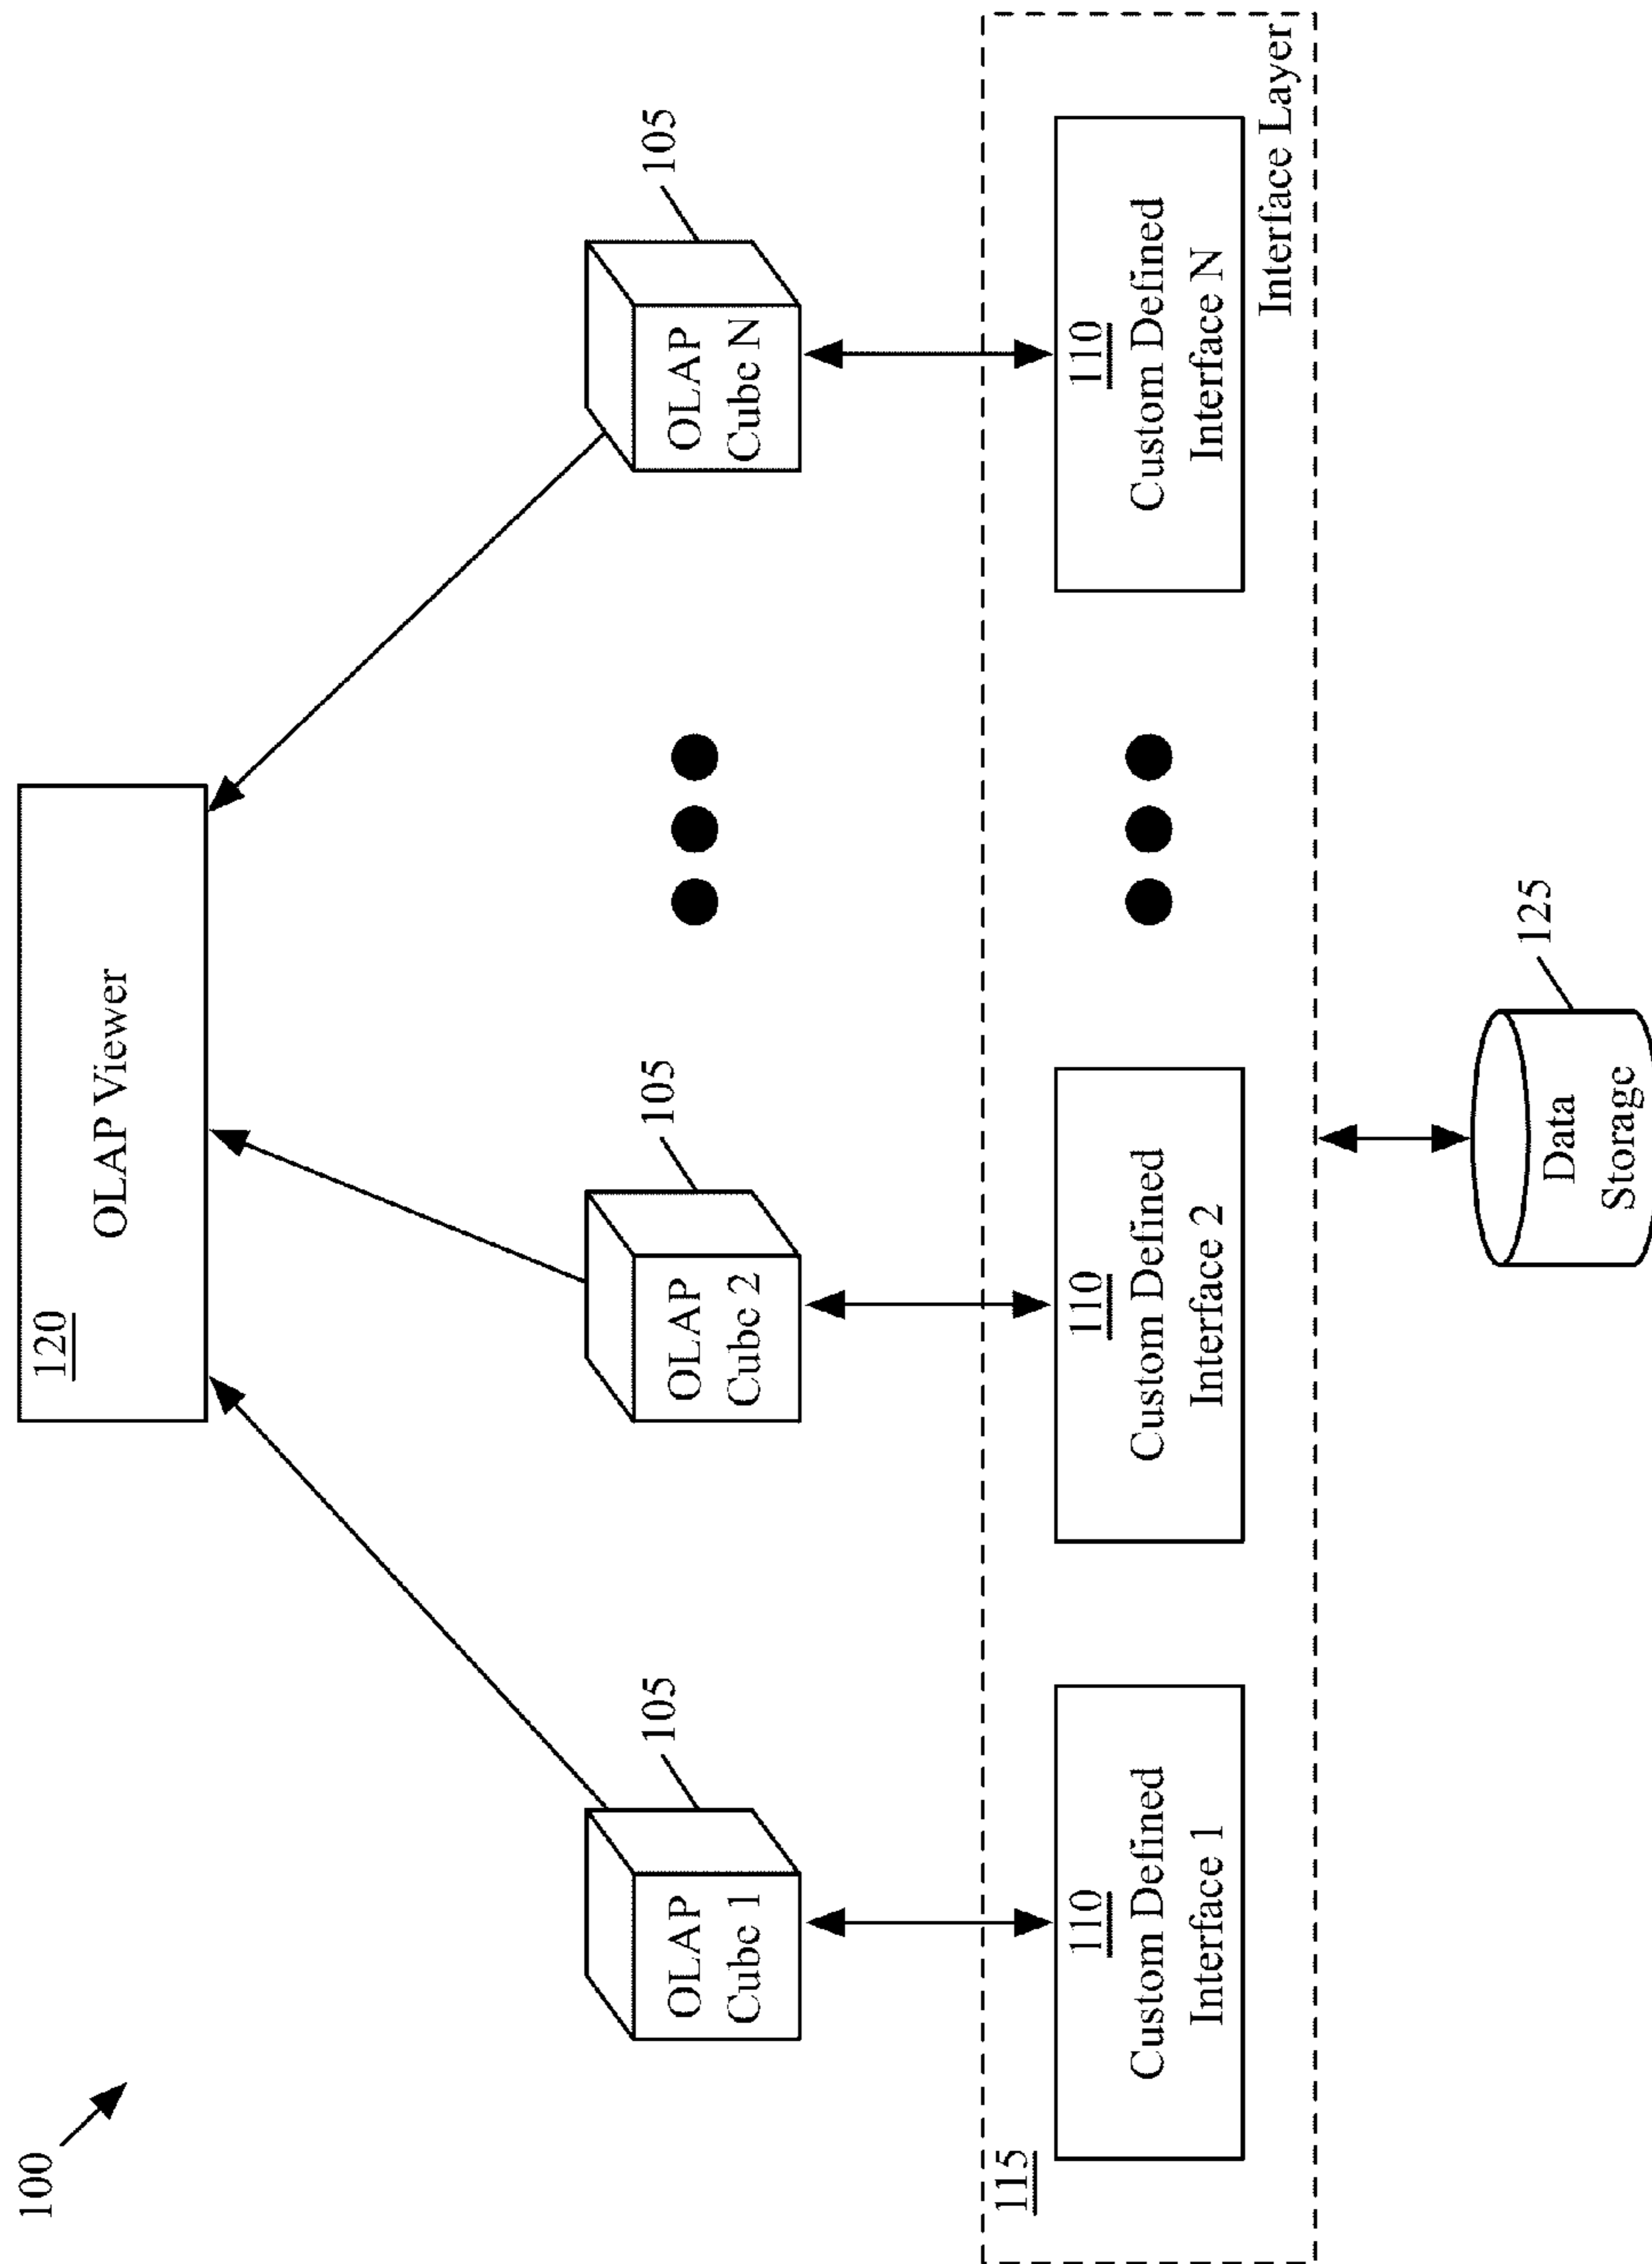 100
120
OLAP Viewer
105
105
105
OLAP
Cube 1
OLAP
Cube 2
OLAP
Cube N
115
110
Custom Defined
Interface 1
110
Custom Defined
Interface 2
110
Custom Defined
Interface N
Interface Layer
125
Data
Storage